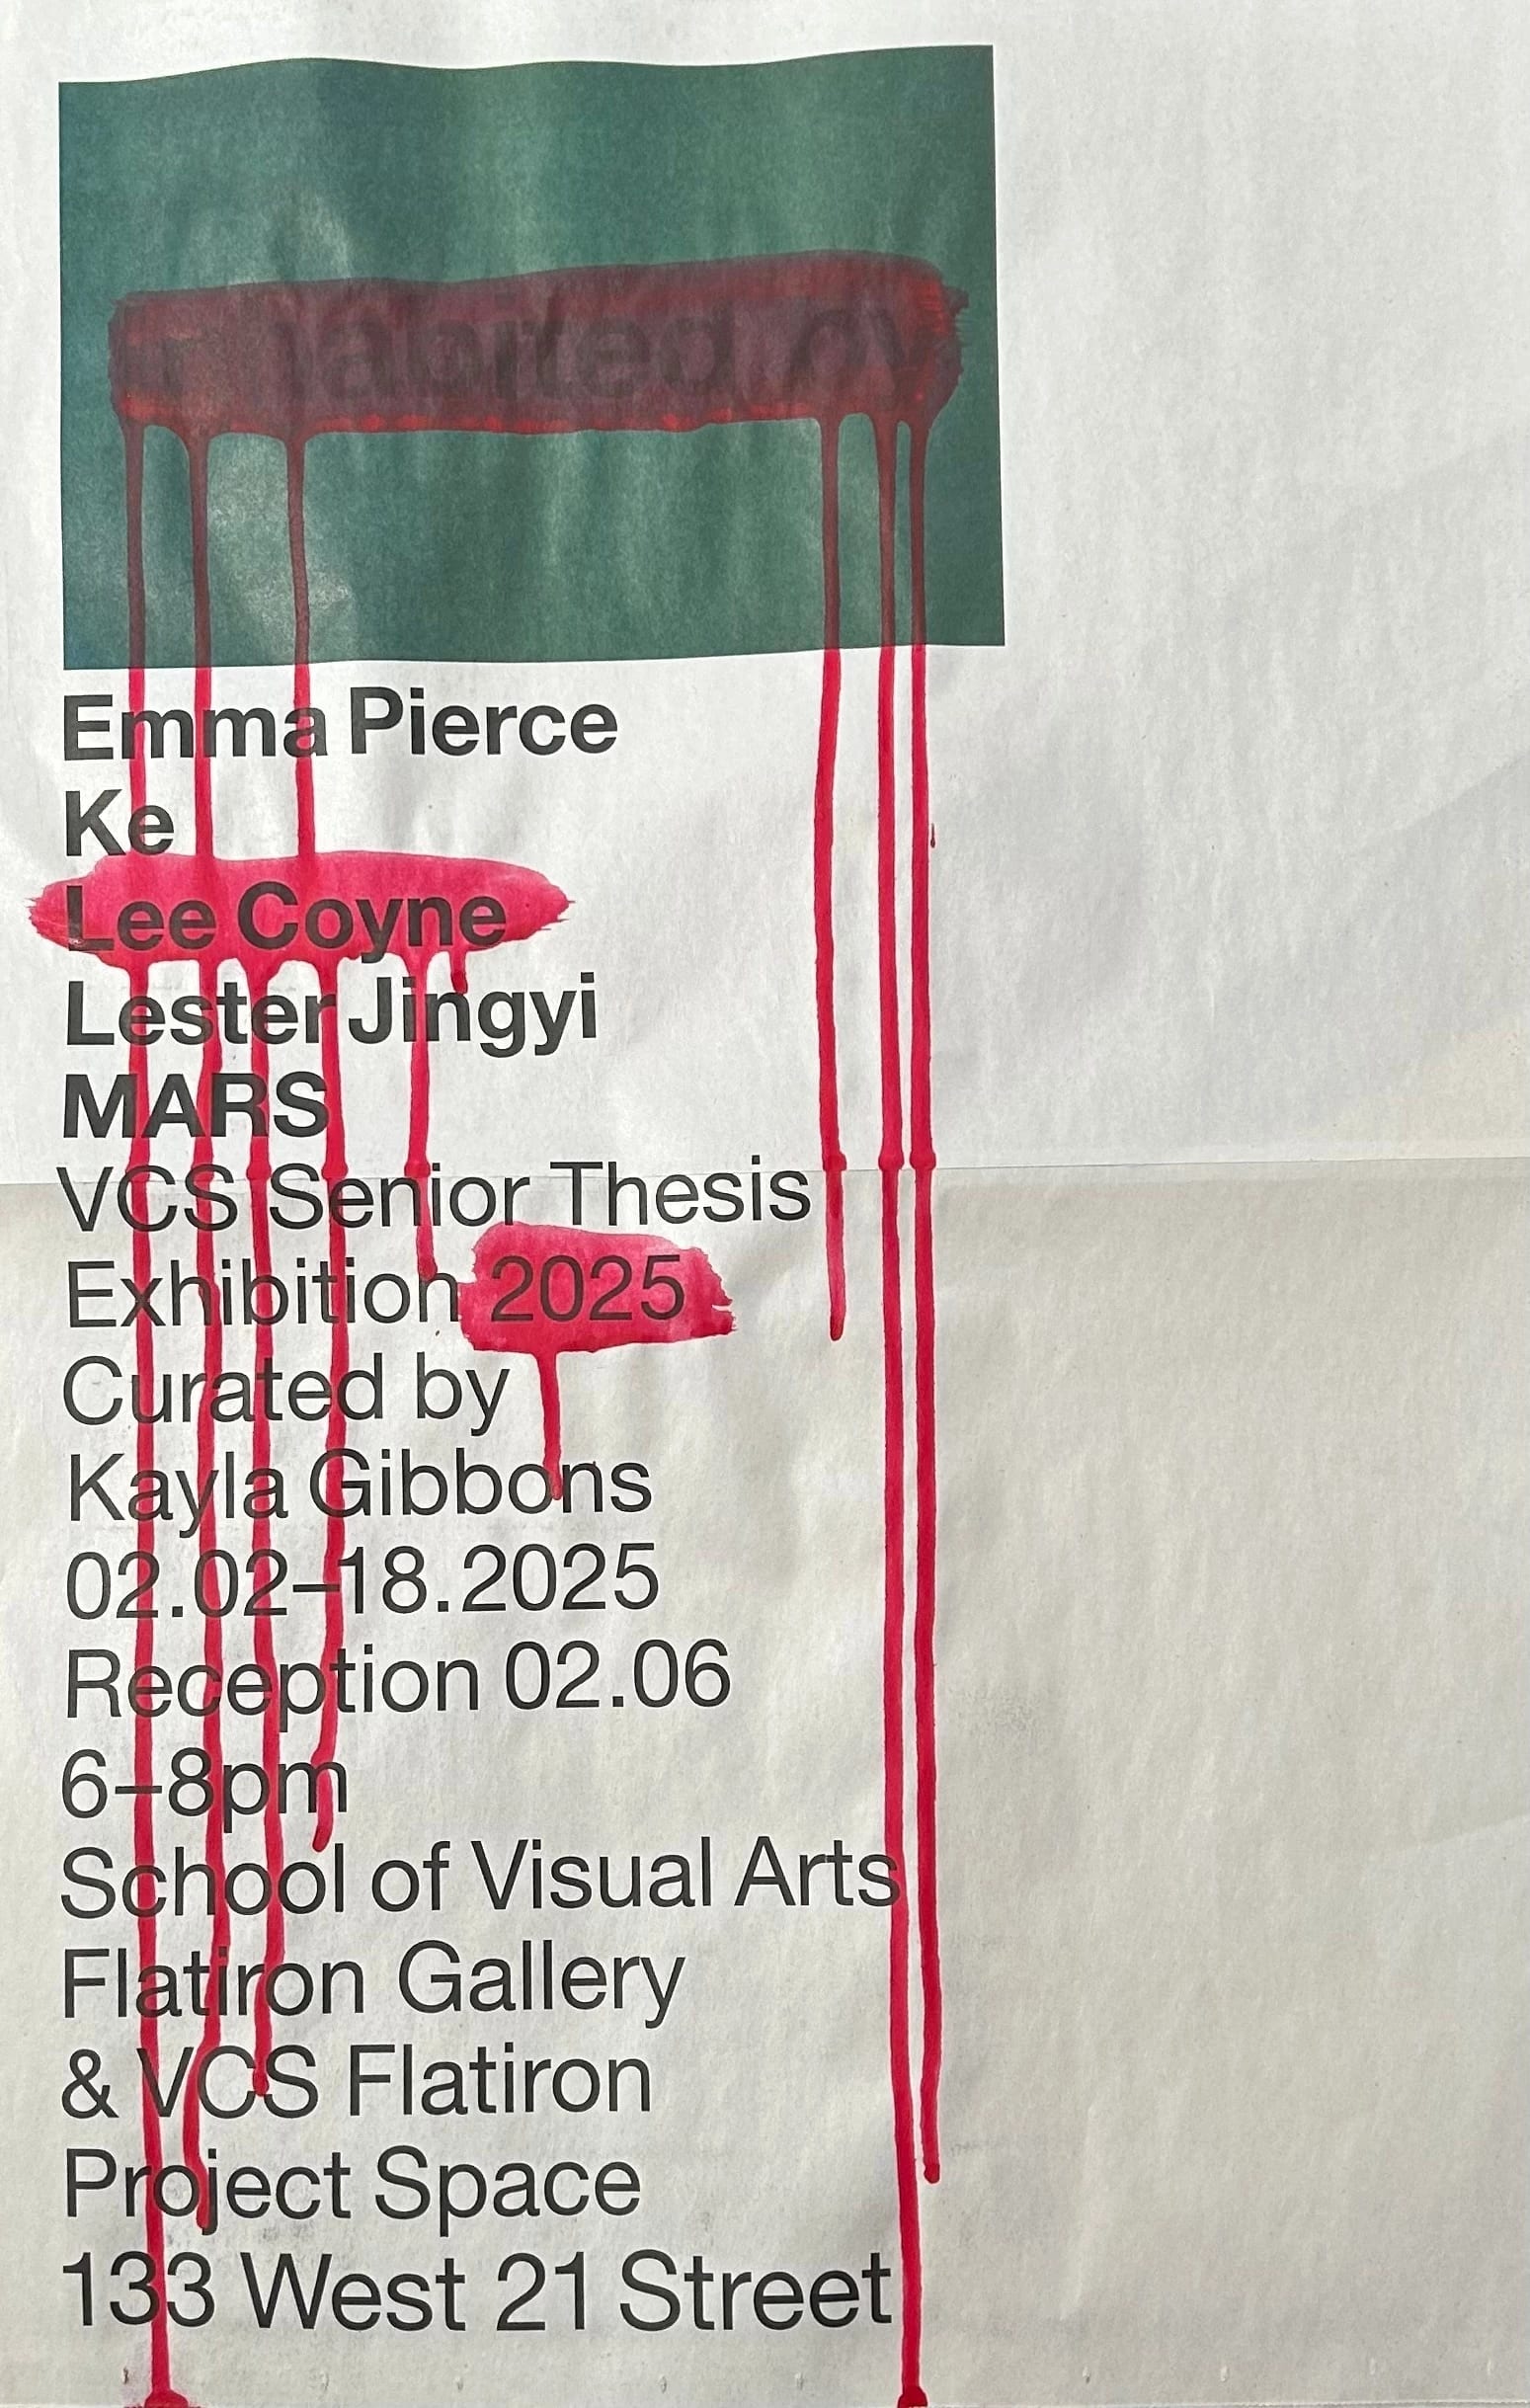 Emma Pierce
Ke
Lee Coyne
Lester Jingyi
MARS
VCS Senior Thesis
Exhibition 2025
Curated by
Kayla Gibbons
02.02–18.2025
Reception 02.06
6–8pm
School of Visual Arts
Flatiron Gallery
& VCS Flatiron
Project Space
133 West 21 Street